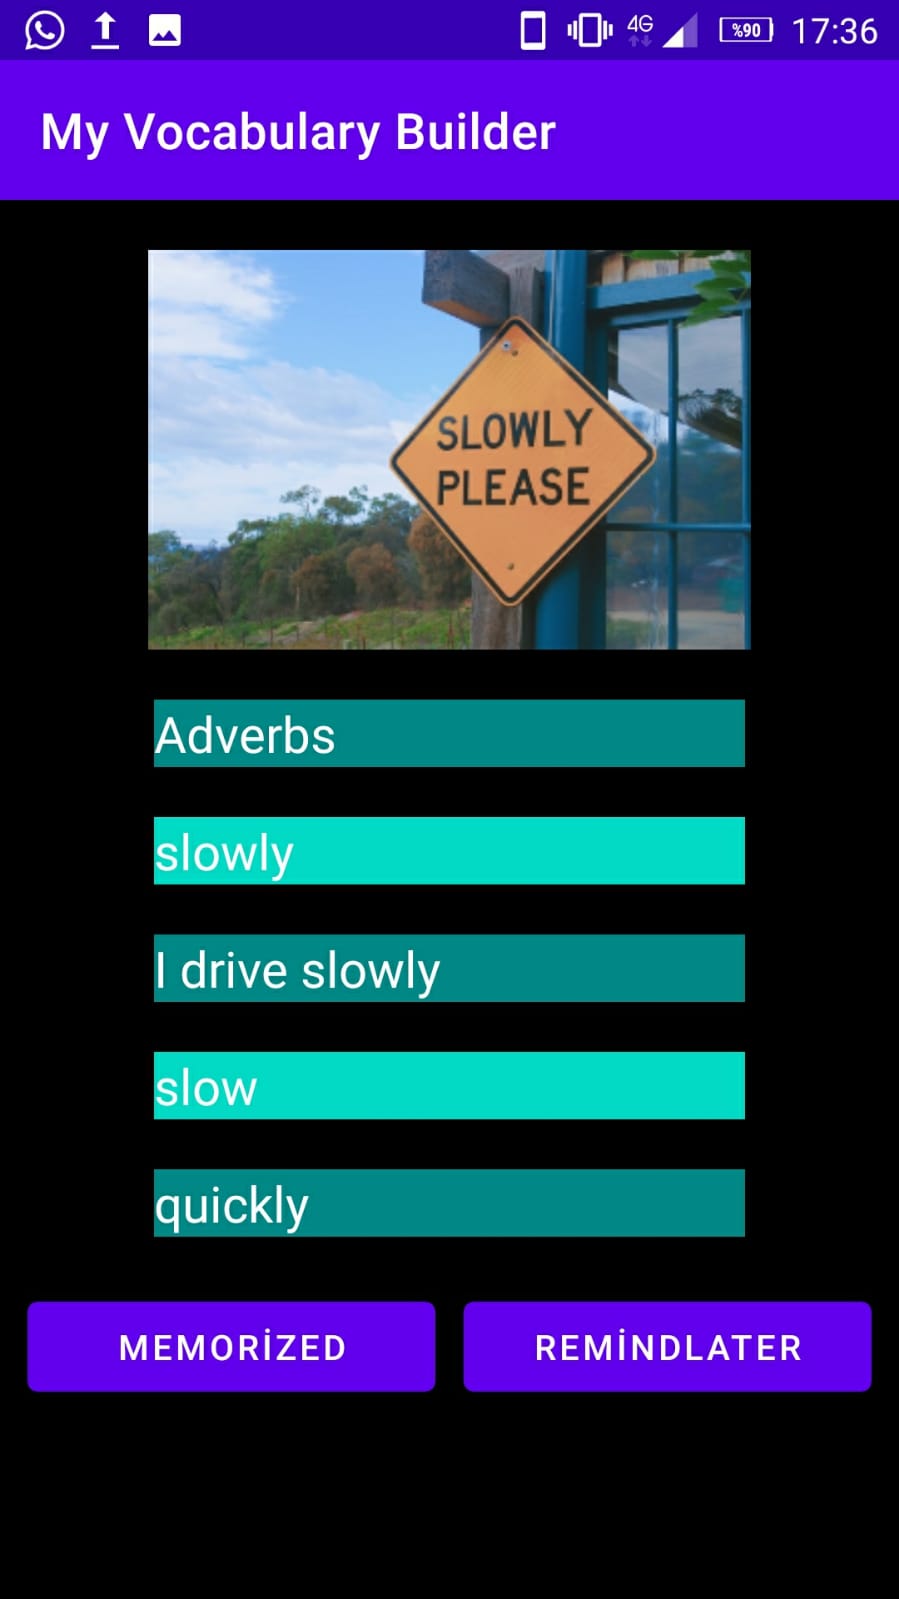 4G
%90
17:36
My Vocabulary Builder
SLOWLY
PLEASE
Adverbs
slowly
I drive slowly
slow
quickly
MEMORİZED
REMİNDLATER